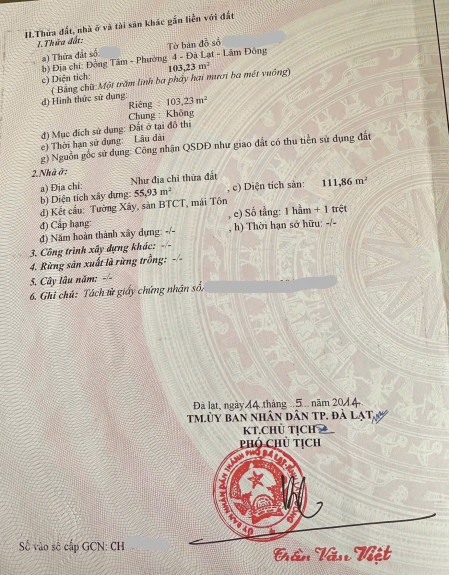 II.Thửa đất, nhà ở và tài sản khác gắn liền với đất
1.Thửa đất:
a) Thửa đất số: Tờ bản đồ số
b) Địa chỉ: Đồng Tâm - Phường 4 - Đà Lạt - Lâm Đồng
c) Diện tích: 103,23 m²
( Bằng chữ: Một trăm linh ba phảy hai mươi ba mét vuông)
d) Hình thức sử dụng:
Riêng : 103,23 m²
Chung : Không
đ) Mục đích sử dụng: Đất ở tại đô thị
e) Thời hạn sử dụng: Lâu dài
g) Nguồn gốc sử dụng: Công nhận QSDĐ như giao đất có thu tiền sử dụng đất
2.Nhà ở:
a) Địa chỉ: Như địa chỉ thửa đất
b) Diện tích xây dựng: 55,93 m² , c) Diện tích sàn: 111,86 m²
d) Kết cấu: Tường Xây, sàn BTCT, mái Tôn
đ) Cấp hạng: , e) Số tầng: 1 hầm + 1 trệt
đ) Năm hoàn thành xây dựng: -/- , h) Thời hạn sở hữu: -/-
3. Công trình xây dựng khác: -/-
4. Rừng sản xuất là rừng trồng: -/-
5. Cây lâu năm: -/-
6. Ghi chú: Tách từ giấy chứng nhận số
Đà lạt, ngày 14 tháng 5 năm 2014
TM.ỦY BAN NHÂN DÂN TP. ĐÀ LẠT
KT.CHỦ TỊCH
PHÓ CHỦ TỊCH
Trần Văn Việt
Số vào sổ cấp GCN: CH